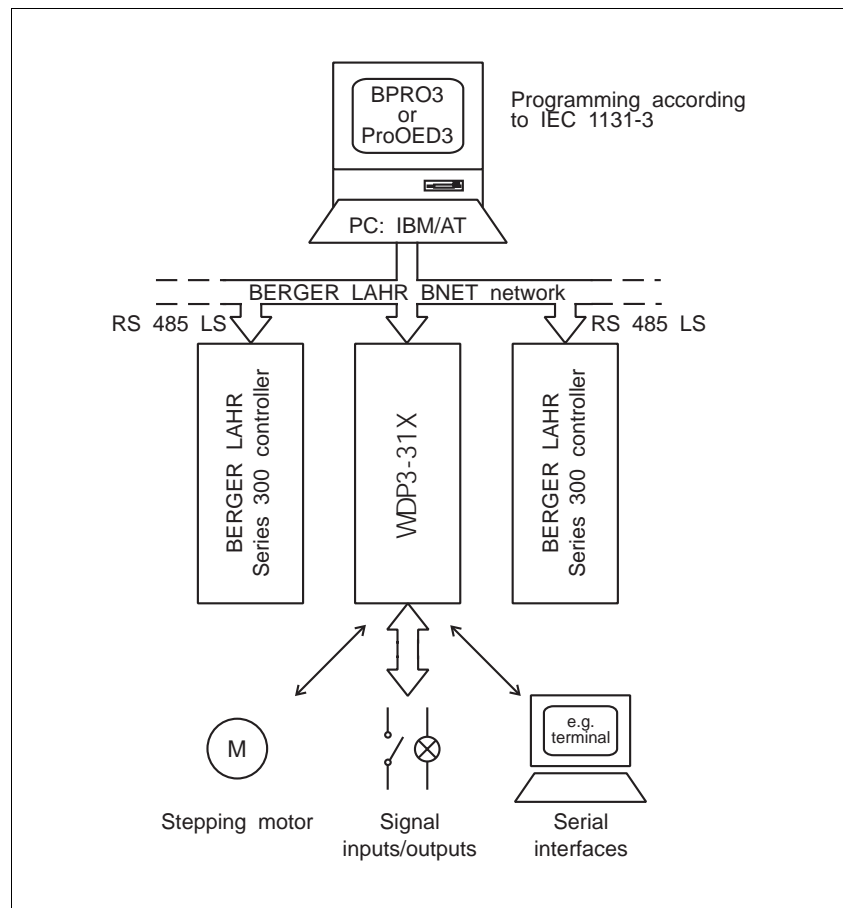 BPRO3
or
ProOED3
Programming according
to IEC 1131-3
PC: IBM/AT
BERGER LAHR BNET network
RS 485 LS
RS 485 LS
BERGER LAHR
Series 300 controller
WDP3-31X
BERGER LAHR
Series 300 controller
M
e.g.
terminal
Stepping motor
Signal
inputs/outputs
Serial
interfaces